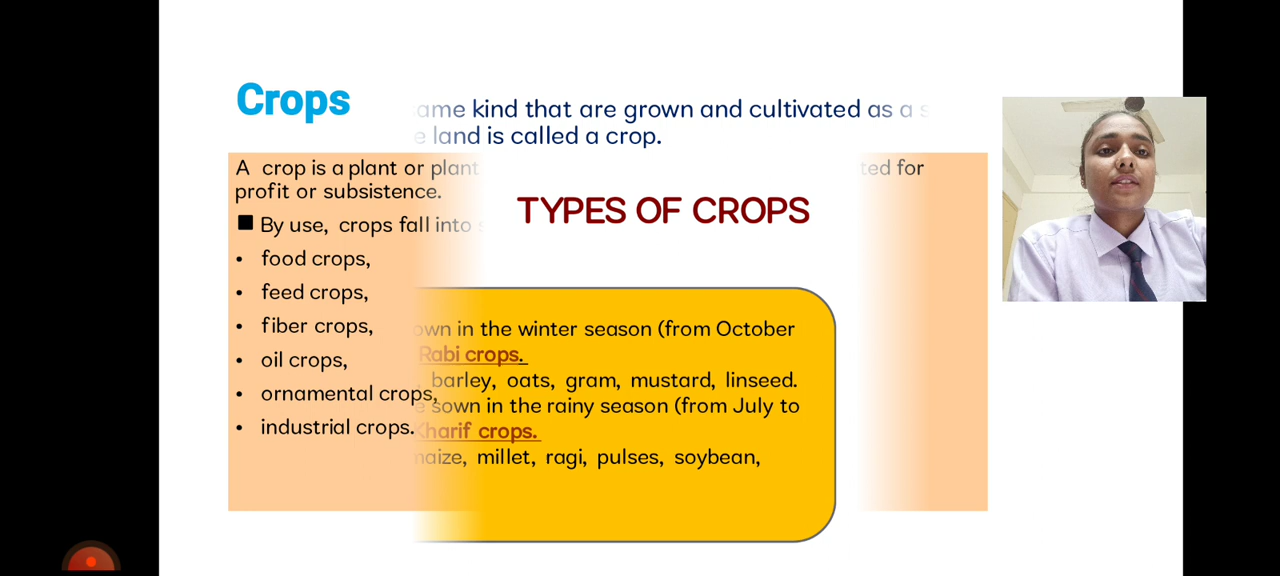 Crops
ame kind that are grown and cultivated as a s
e land is called a crop.
A crop is a plant or plant
ted for
profit or subsistence.
TYPES OF CROPS
By use, crops fall into s
• food crops,
• feed crops,
• fiber crops,
own in the winter season (from October
Rabi crops.
• oil crops,
barley, oats, gram, mustard, linseed.
• ornamental crops,
e sown in the rainy season (from July to
• industrial crops.
Kharif crops.
maize, millet, ragi, pulses, soybean,